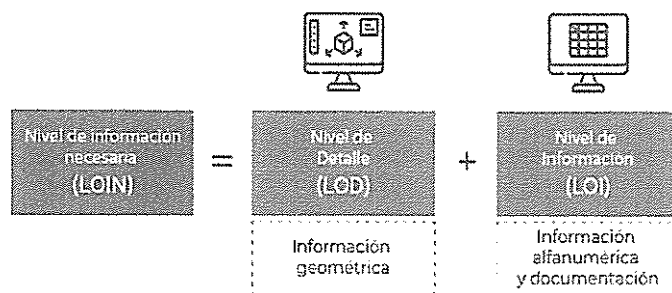 Nivel de información
necesaria
(LOIN)
=
Nivel de
Detalle
(LOD)
+
Nivel de
Información
(LOI)
Información
geométrica
Información
alfanumérica
y documentación